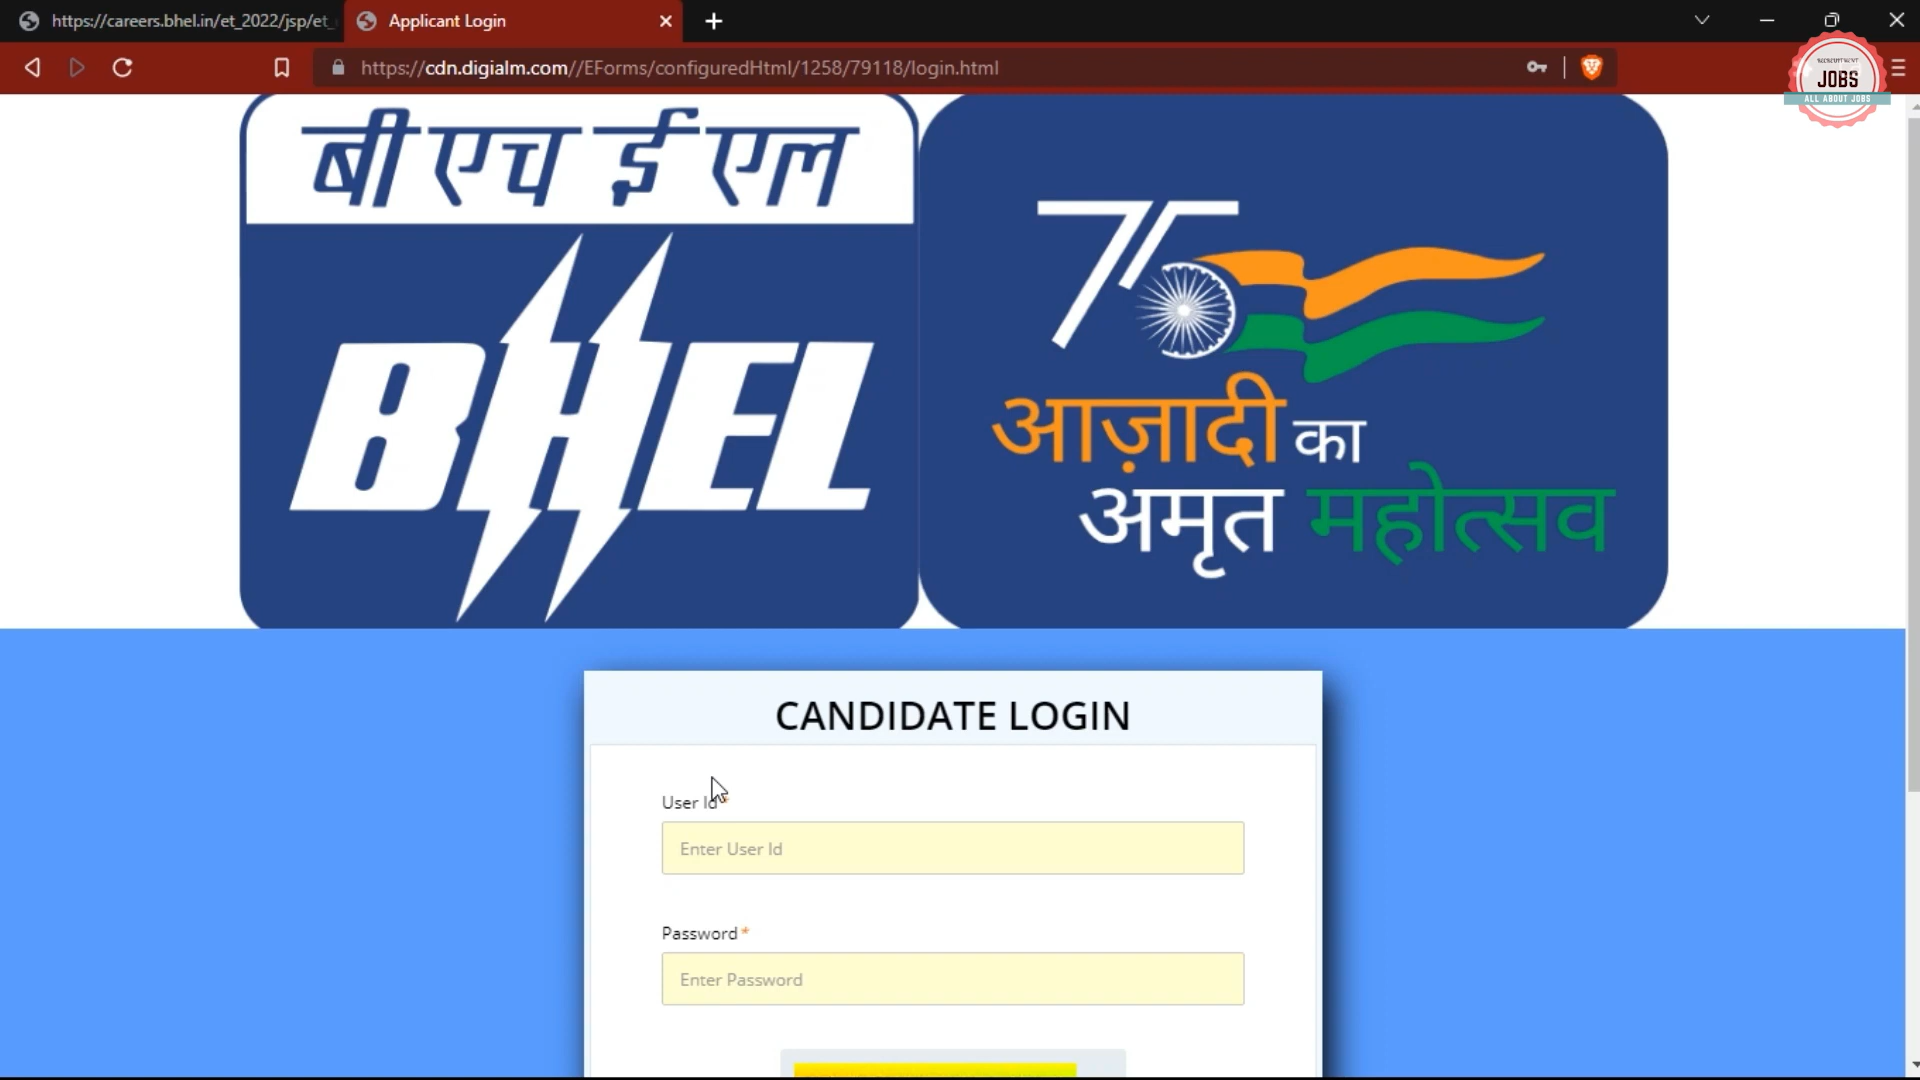 https://careers.bhel.in/et_2022/jsp/et_
Applicant Login
https://cdn.digialm.com//EForms/configuredHtml/1258/79118/login.html
RECRUITMENT
JOBS
ALL ABOUT JOBS
बी एच ई एल
BHEL
75
आज़ादी का
अमृत महोत्सव
CANDIDATE LOGIN
User Id*
Enter User Id
Password*
Enter Password